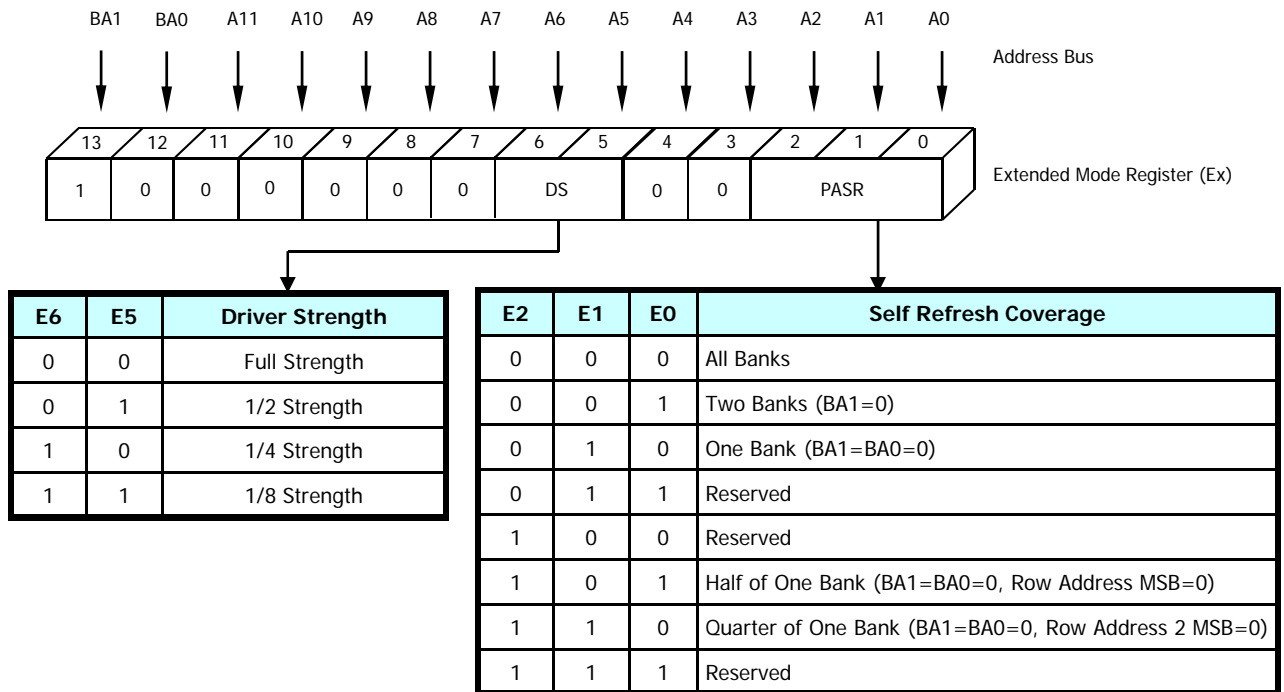 BA1 BA0 A11 A10 A9 A8 A7 A6 A5 A4 A3 A2 A1 A0
Address Bus
13 12 11 10 9 8 7 6 5 4 3 2 1 0
1 0 0 0 0 0 0 DS 0 0 PASR
Extended Mode Register (Ex)
E6 E5 Driver Strength
0 0 Full Strength
0 1 1/2 Strength
1 0 1/4 Strength
1 1 1/8 Strength
E2 E1 E0 Self Refresh Coverage
0 0 0 All Banks
0 0 1 Two Banks (BA1=0)
0 1 0 One Bank (BA1=BA0=0)
0 1 1 Reserved
1 0 0 Reserved
1 0 1 Half of One Bank (BA1=BA0=0, Row Address MSB=0)
1 1 0 Quarter of One Bank (BA1=BA0=0, Row Address 2 MSB=0)
1 1 1 Reserved